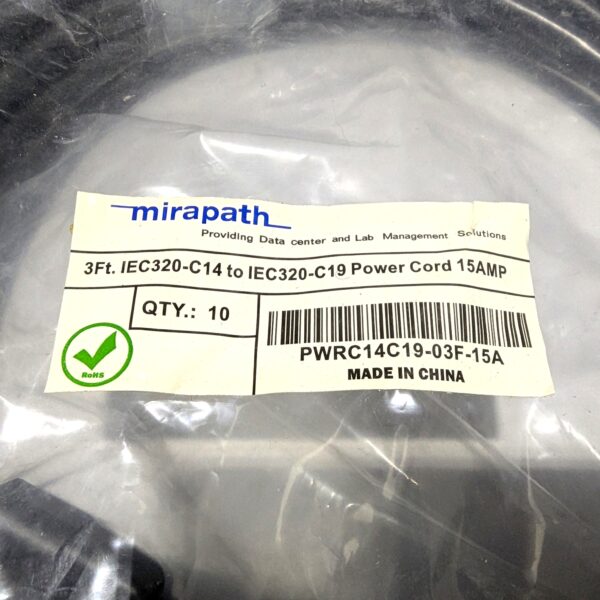 mirapath
Providing Data center and Lab Management Solutions
3Ft. IEC320-C14 to IEC320-C19 Power Cord 15AMP
QTY.: 10
RoHS
PWRC14C19-03F-15A
MADE IN CHINA